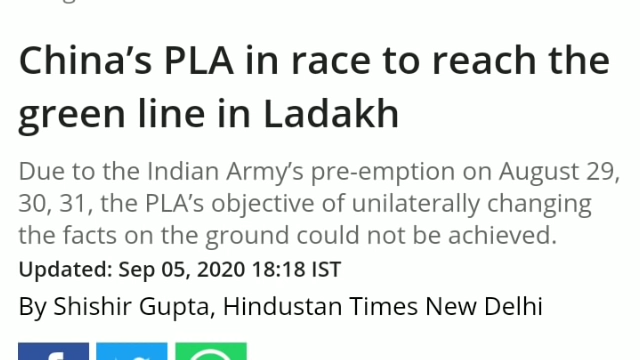 China’s PLA in race to reach the
green line in Ladakh
Due to the Indian Army’s pre-emption on August 29,
30, 31, the PLA’s objective of unilaterally changing
the facts on the ground could not be achieved.
Updated: Sep 05, 2020 18:18 IST
By Shishir Gupta, Hindustan Times New Delhi